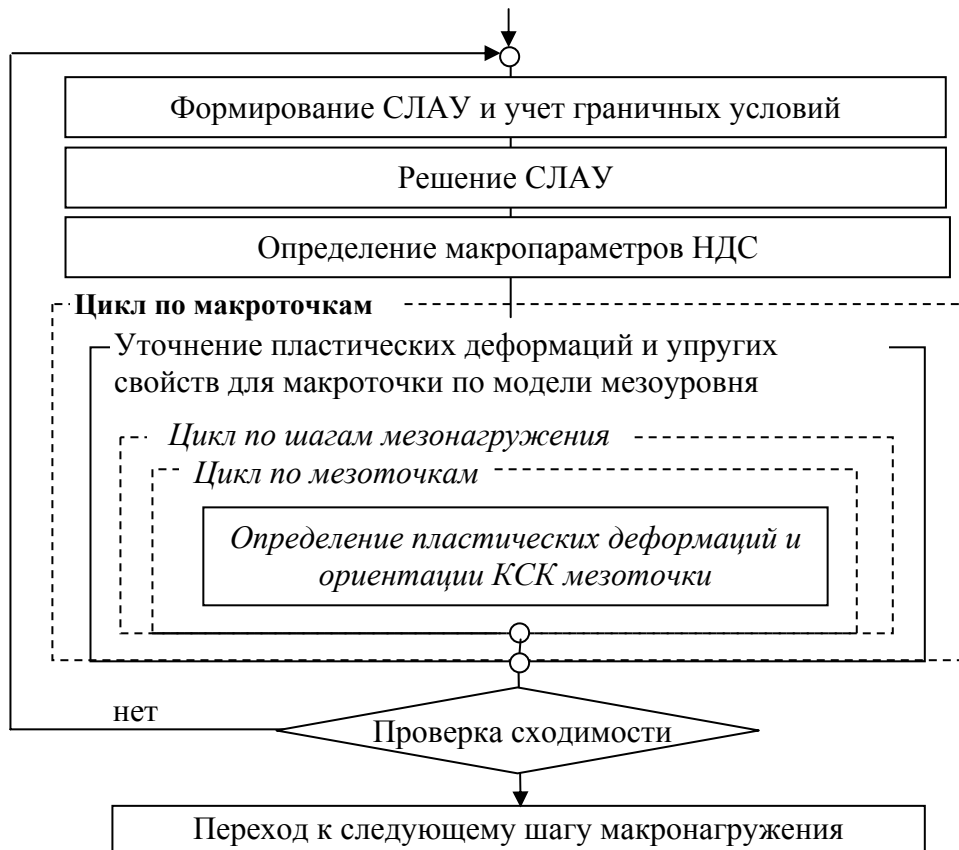 Формирование СЛАУ и учет граничных условий
Решение СЛАУ
Определение макропараметров НДС
Цикл по макроточкам
Уточнение пластических деформаций и упругих
свойств для макроточки по модели мезоуровня
Цикл по шагам мезонагружения
Цикл по мезоточкам
Определение пластических деформаций и
ориентации КСК мезоточки
нет
Проверка сходимости
Переход к следующему шагу макронагружения